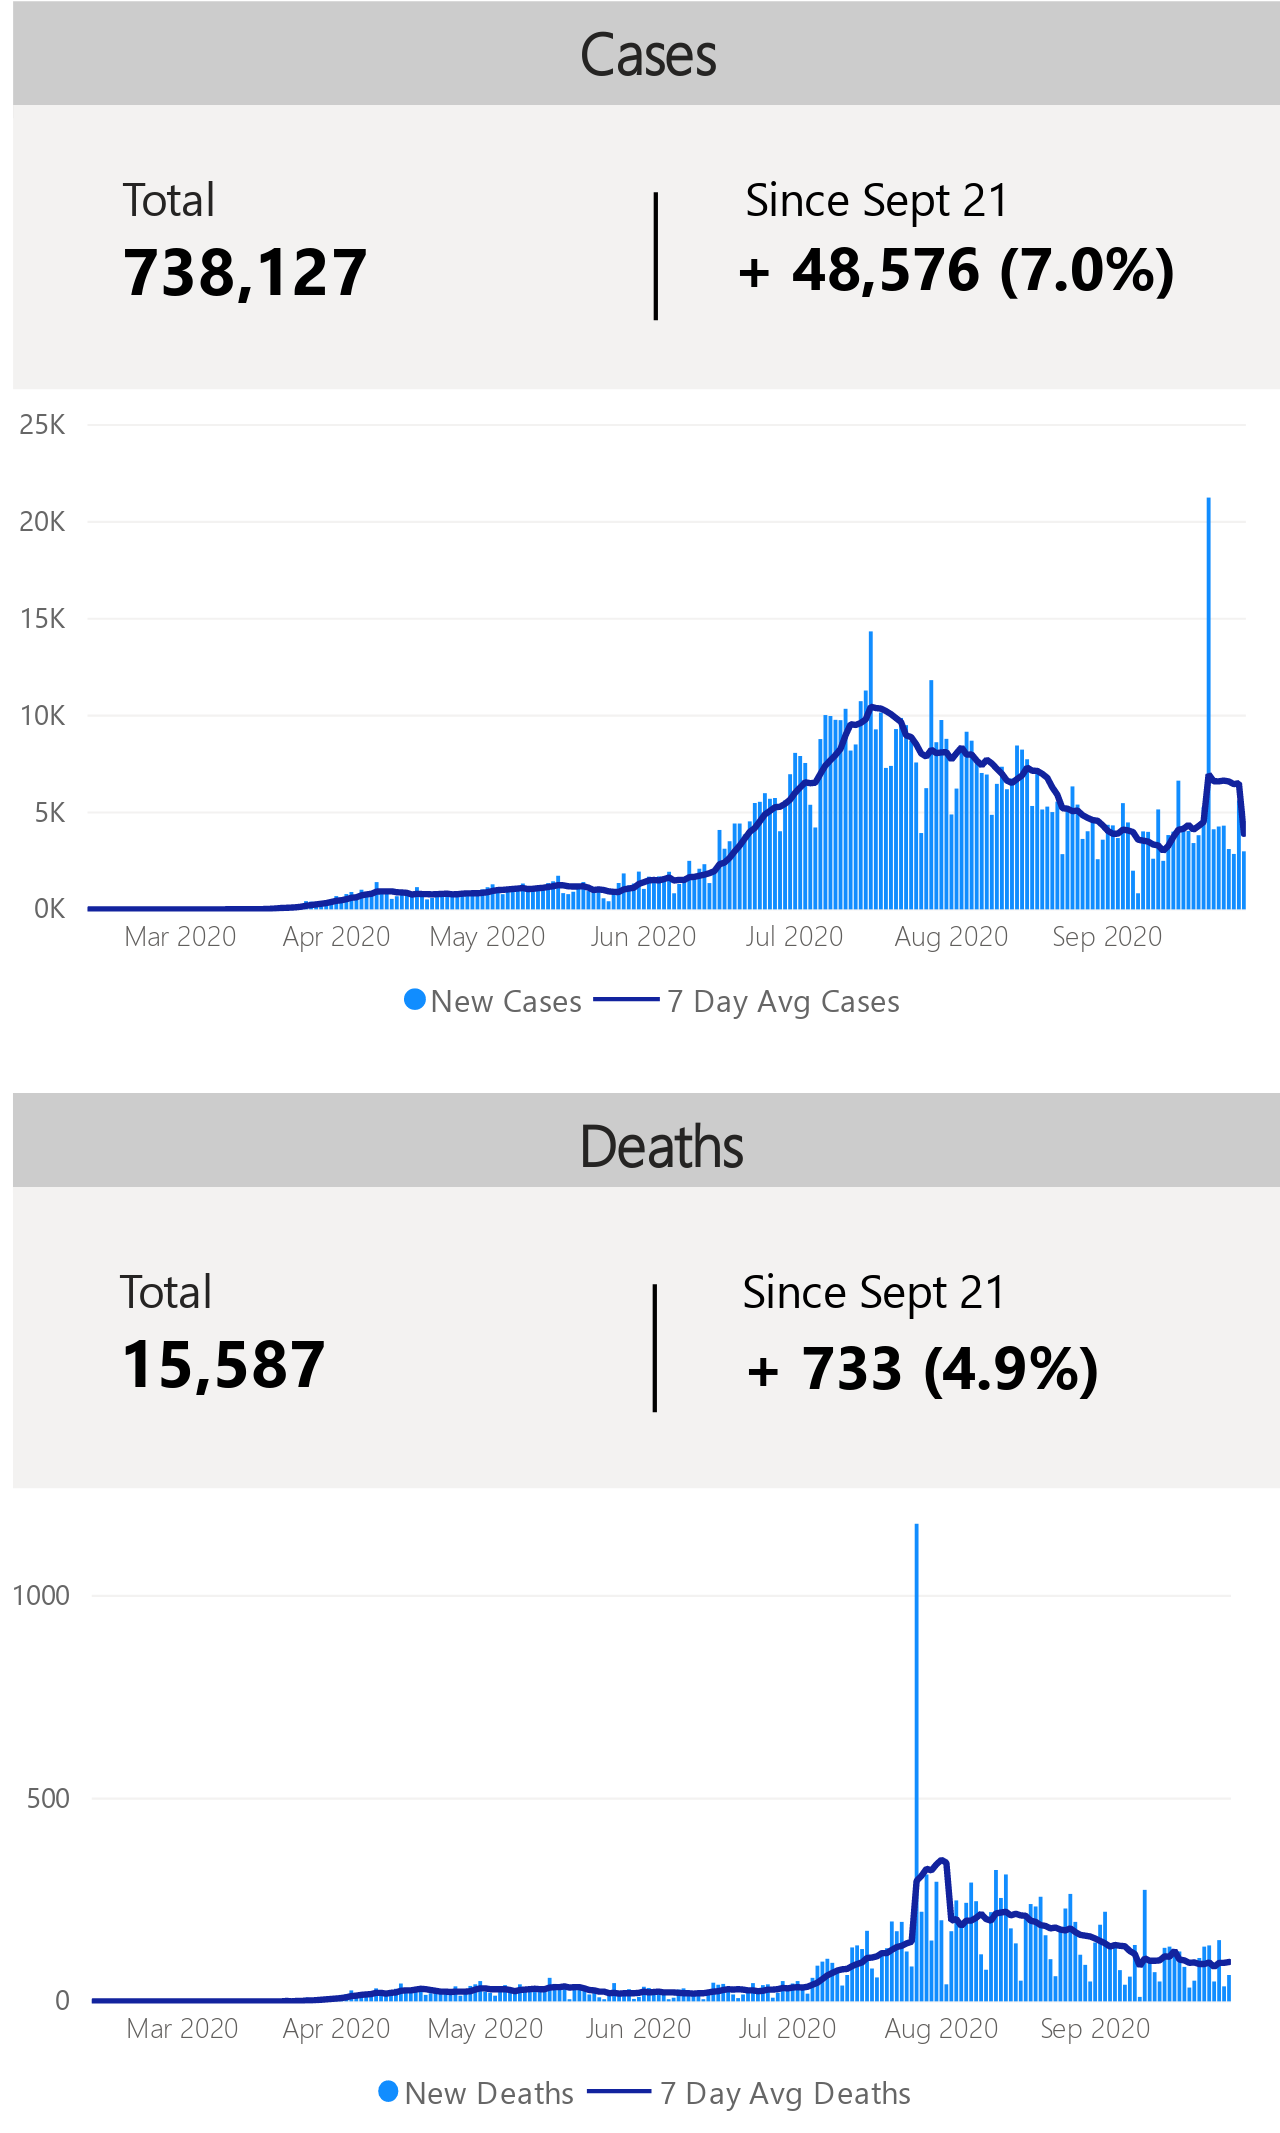 Cases
Total
Since Sept 21
738,127
+ 48,576 (7.0%)
25K
20K
15K
10K
5K
0K
Mar 2020 Apr 2020 May 2020 Jun 2020 Jul 2020 Aug 2020 Sep 2020
New Cases 7 Day Avg Cases
Deaths
Total
Since Sept 21
15,587
+ 733 (4.9%)
1000
500
0
Mar 2020 Apr 2020 May 2020 Jun 2020 Jul 2020 Aug 2020 Sep 2020
New Deaths 7 Day Avg Deaths